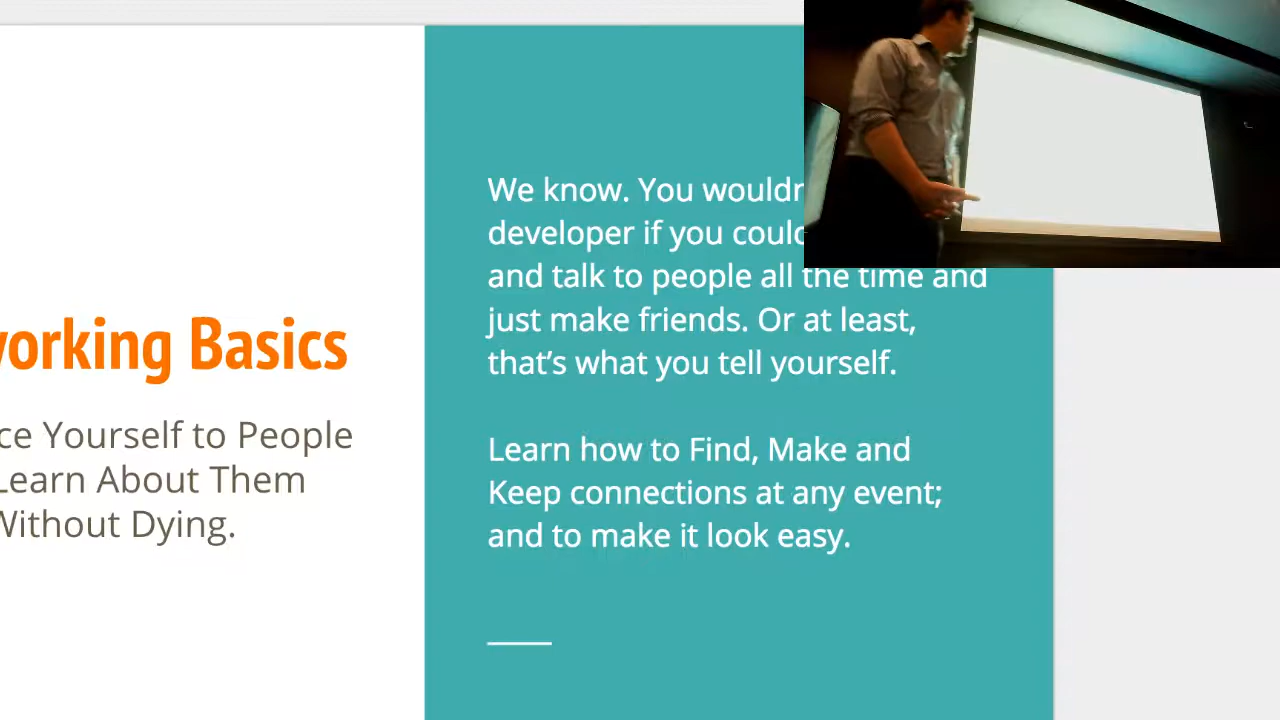 orking Basics
ce Yourself to People
Learn About Them
Without Dying.
We know. You
developer if you
and talk to people all the time and
just make friends. Or at least,
that's what you tell yourself.
Learn how to Find, Make and
Keep connections at any event;
and to make it look easy.